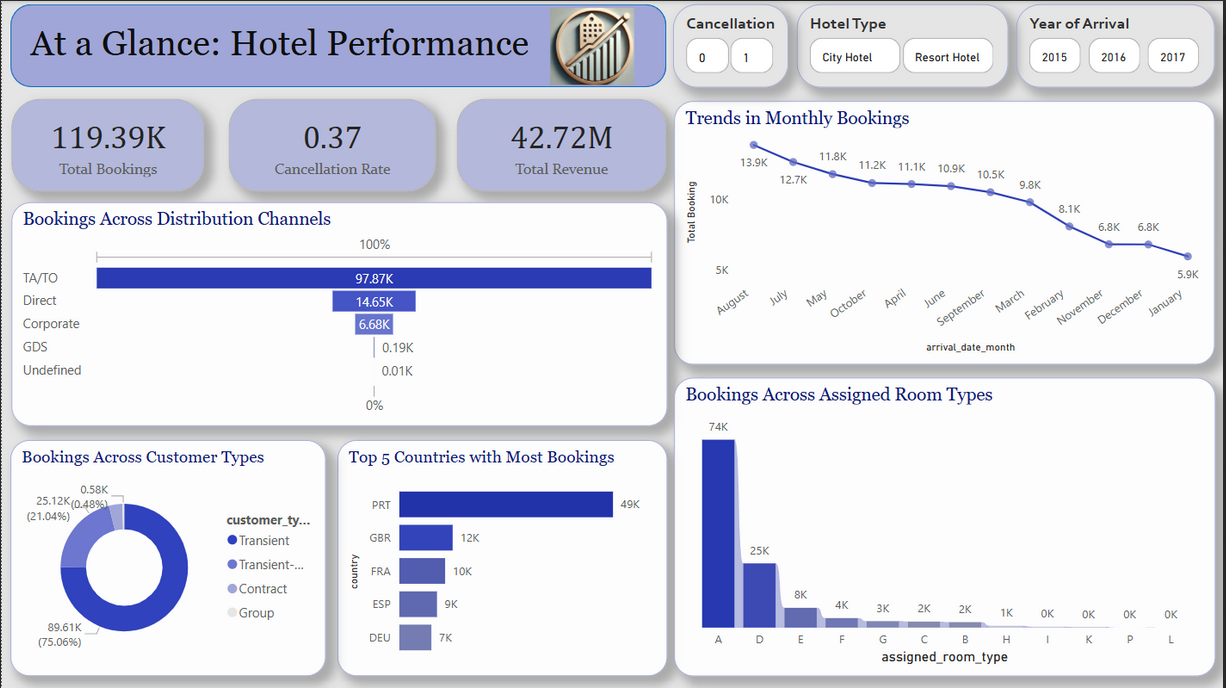 At a Glance: Hotel Performance
Cancellation
0
1
Hotel Type
City Hotel
Resort Hotel
Year of Arrival
2015
2016
2017
119.39K
Total Bookings
0.37
Cancellation Rate
42.72M
Total Revenue
Bookings Across Distribution Channels
100%
TA/TO
97.87K
Direct
14.65K
Corporate
6.68K
GDS
0.19K
Undefined
0.01K
0%
Trends in Monthly Bookings
Total Booking
10K
5K
13.9K
12.7K
11.8K
11.2K
11.1K
10.9K
10.5K
9.8K
8.1K
6.8K
6.8K
5.9K
August
July
May
October
April
June
September
March
February
November
December
January
arrival_date_month
Bookings Across Customer Types
0.58K
(0.48%)
25.12K
(21.04%)
89.61K
(75.06%)
customer_ty...
Transient
Transient-...
Contract
Group
Top 5 Countries with Most Bookings
country
PRT
49K
GBR
12K
FRA
10K
ESP
9K
DEU
7K
Bookings Across Assigned Room Types
74K
25K
8K
4K
3K
2K
2K
1K
0K
0K
0K
0K
A
D
E
F
G
C
B
H
I
K
P
L
assigned_room_type